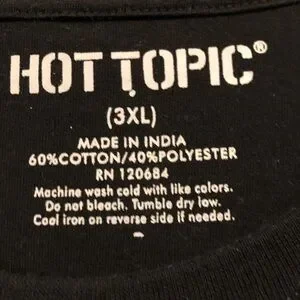 HOT TOPIC®
(3XL)
MADE IN INDIA
60%COTTON/40%POLYESTER
RN 120684
Machine wash cold with like colors.
Do not bleach. Tumble dry low.
Cool iron on reverse side if needed.